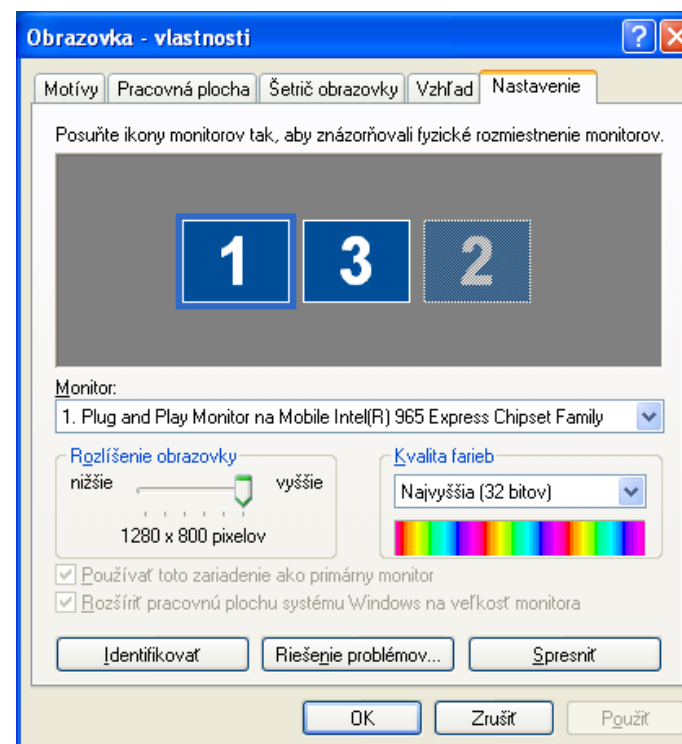 Obrazovka - vlastnosti
Motívy Pracovná plocha Šetrič obrazovky Vzhľad Nastavenie
Posuňte ikony monitorov tak, aby znázorňovali fyzické rozmiestnenie monitorov.
1 3 2
Monitor:
1. Plug and Play Monitor na Mobile Intel(R) 965 Express Chipset Family
Rozlíšenie obrazovky
nižšie vyššie
1280 x 800 pixelov
Kvalita farieb
Najvyššia (32 bitov)
Používať toto zariadenie ako primárny monitor
Rozšíriť pracovnú plochu systému Windows na veľkosť monitora
Identifikovať Riešenie problémov... Spresniť
OK Zrušiť Použiť